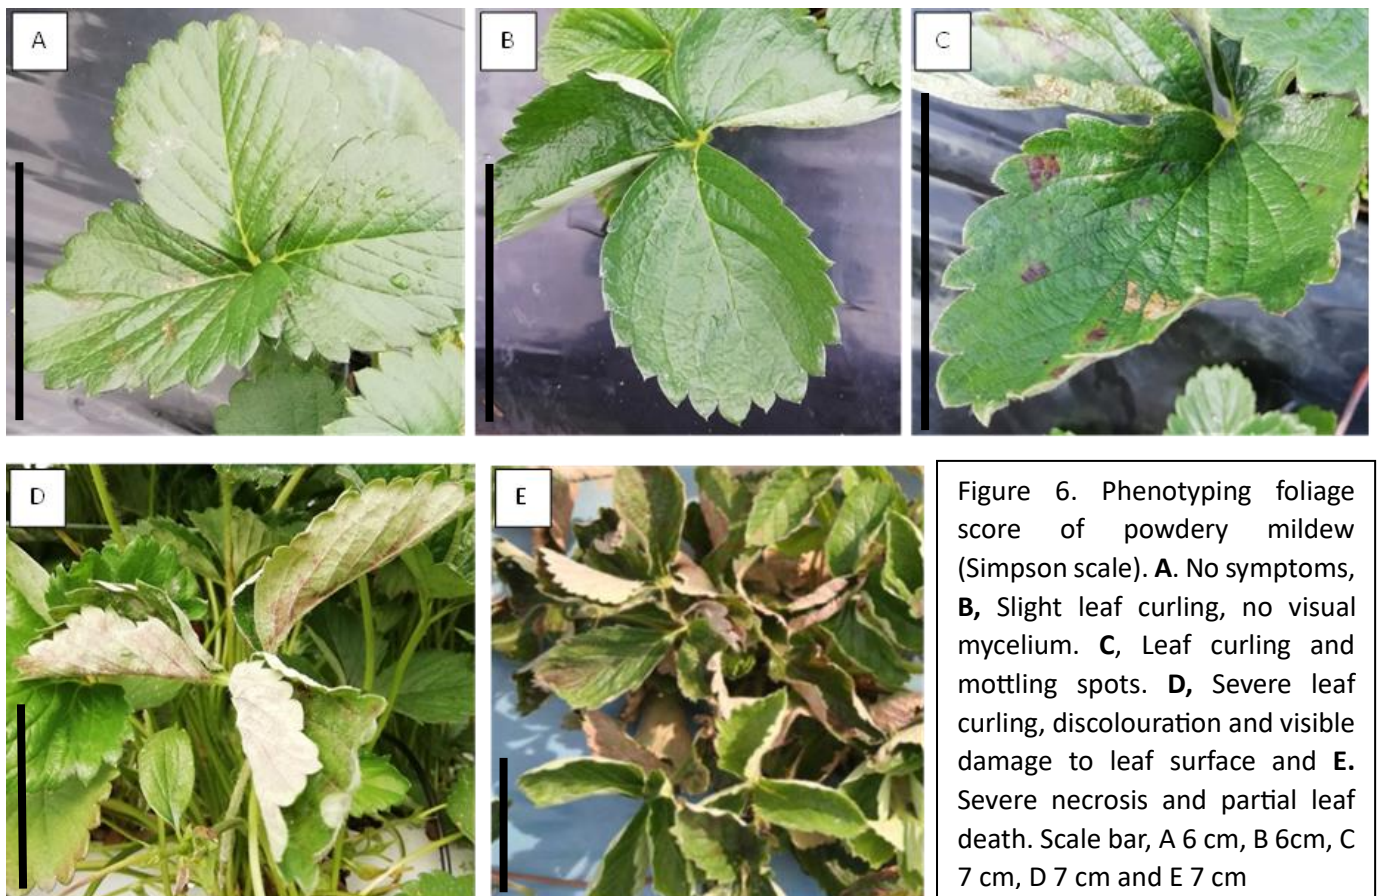 A
B
C
D
E
Figure 6. Phenotyping foliage
score of powdery mildew
(Simpson scale). A. No symptoms,
B, Slight leaf curling, no visual
mycelium. C, Leaf curling and
mottling spots. D, Severe leaf
curling, discolouration and visible
damage to leaf surface and E.
Severe necrosis and partial leaf
death. Scale bar, A 6 cm, B 6cm, C
7 cm, D 7 cm and E 7 cm